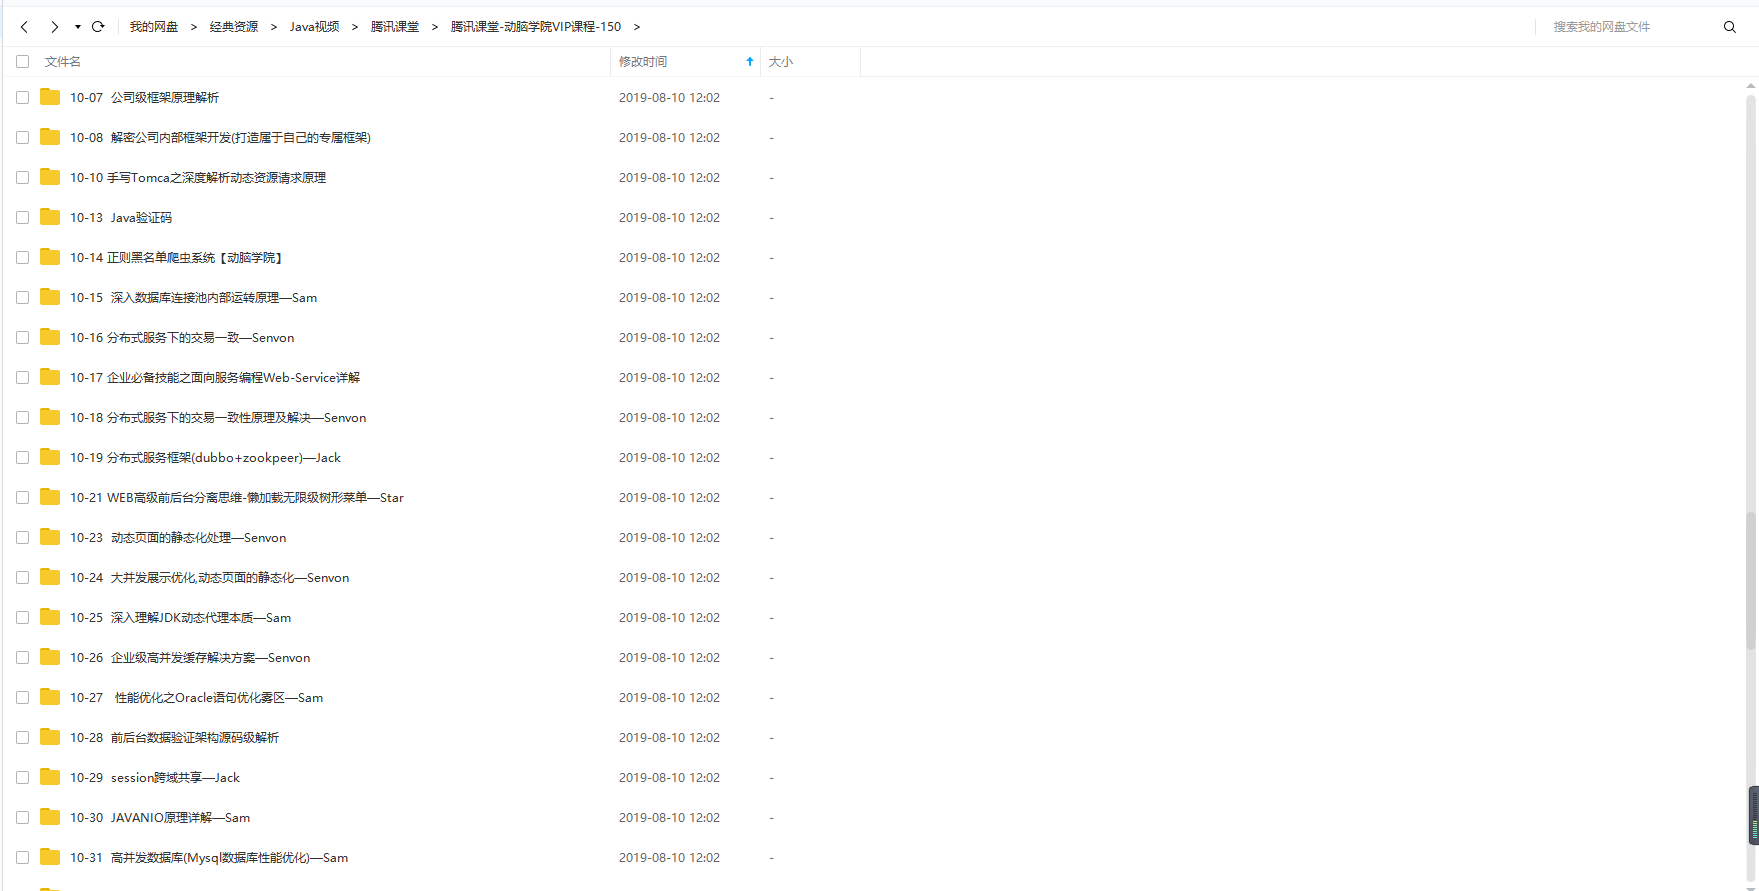 我的网盘 > 经典资源 > Java视频 > 腾讯课堂 > 腾讯课堂-动脑学院VIP课程-150 > 搜索我的网盘文件
文件名 修改时间 大小
10-07 公司级框架原理解析 2019-08-10 12:02 -
10-08 解密公司内部框架开发(打造属于自己的专属框架) 2019-08-10 12:02 -
10-10 手写Tomca之深度解析动态资源请求原理 2019-08-10 12:02 -
10-13 Java验证码 2019-08-10 12:02 -
10-14 正则黑名单爬虫系统【动脑学院】 2019-08-10 12:02 -
10-15 深入数据库连接池内部运转原理—Sam 2019-08-10 12:02 -
10-16 分布式服务下的交易一致—Senvon 2019-08-10 12:02 -
10-17 企业必备技能之面向服务编程Web-Service详解 2019-08-10 12:02 -
10-18 分布式服务下的交易一致性原理及解决—Senvon 2019-08-10 12:02 -
10-19 分布式服务框架(dubbo+zookpeer)—Jack 2019-08-10 12:02 -
10-21 WEB高级前后台分离思维-懒加载无限级树形菜单—Star 2019-08-10 12:02 -
10-23 动态页面的静态化处理—Senvon 2019-08-10 12:02 -
10-24 大并发展示优化,动态页面的静态化—Senvon 2019-08-10 12:02 -
10-25 深入理解JDK动态代理本质—Sam 2019-08-10 12:02 -
10-26 企业级高并发缓存解决方案—Senvon 2019-08-10 12:02 -
10-27 性能优化之Oracle语句优化雾区—Sam 2019-08-10 12:02 -
10-28 前后台数据验证架构源码级解析 2019-08-10 12:02 -
10-29 session跨域共享—Jack 2019-08-10 12:02 -
10-30 JAVANIO原理详解—Sam 2019-08-10 12:02 -
10-31 高并发数据库(Mysql数据库性能优化)—Sam 2019-08-10 12:02 -